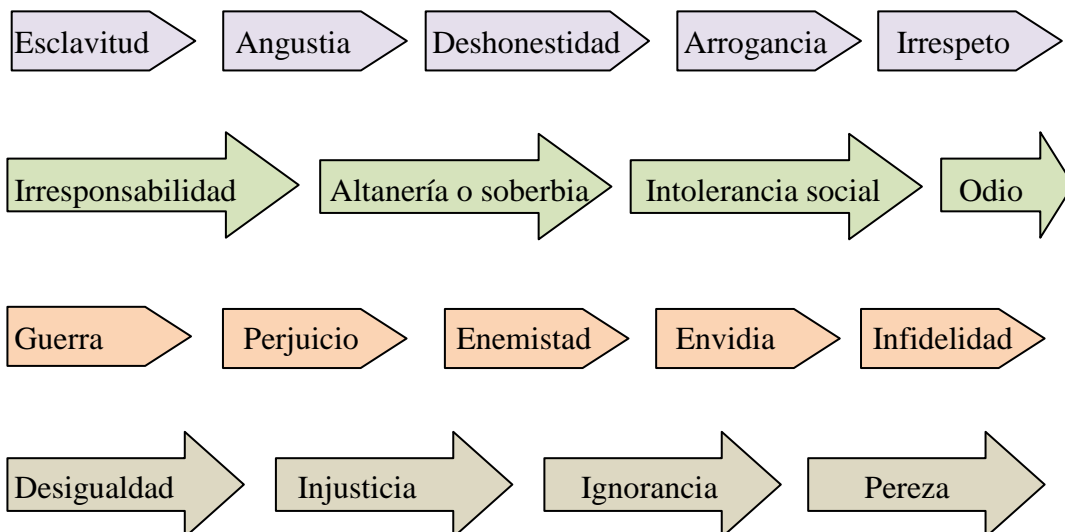 Esclavitud Angustia Deshonestidad Arrogancia Irrespeto
Irresponsabilidad Altanería o soberbia Intolerancia social Odio
Guerra Perjuicio Enemistad Envidia Infidelidad
Desigualdad Injusticia Ignorancia Pereza